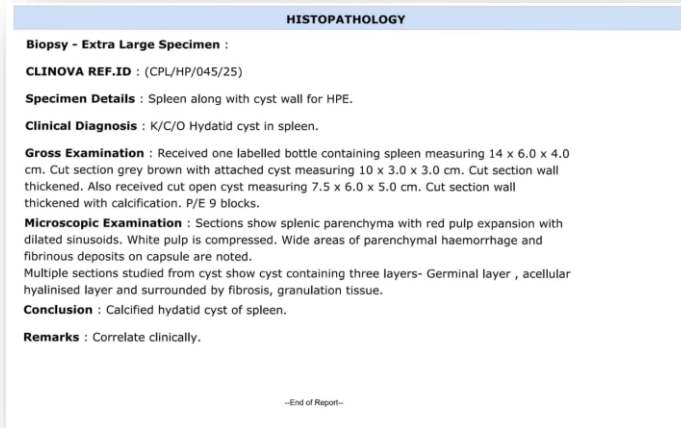 HISTOPATHOLOGY
Biopsy - Extra Large Specimen :
CLINOVA REF.ID : (CPL/HP/045/25)
Specimen Details : Spleen along with cyst wall for HPE.
Clinical Diagnosis : K/C/O Hydatid cyst in spleen.
Gross Examination : Received one labelled bottle containing spleen measuring 14 x 6.0 x 4.0
cm. Cut section grey brown with attached cyst measuring 10 x 3.0 x 3.0 cm. Cut section wall
thickened. Also received cut open cyst measuring 7.5 x 6.0 x 5.0 cm. Cut section wall
thickened with calcification. P/E 9 blocks.
Microscopic Examination : Sections show splenic parenchyma with red pulp expansion with
dilated sinusoids. White pulp is compressed. Wide areas of parenchymal haemorrhage and
fibrinous deposits on capsule are noted.
Multiple sections studied from cyst show cyst containing three layers- Germinal layer , acellular
hyalinised layer and surrounded by fibrosis, granulation tissue.
Conclusion : Calcified hydatid cyst of spleen.
Remarks : Correlate clinically.
--End of Report--